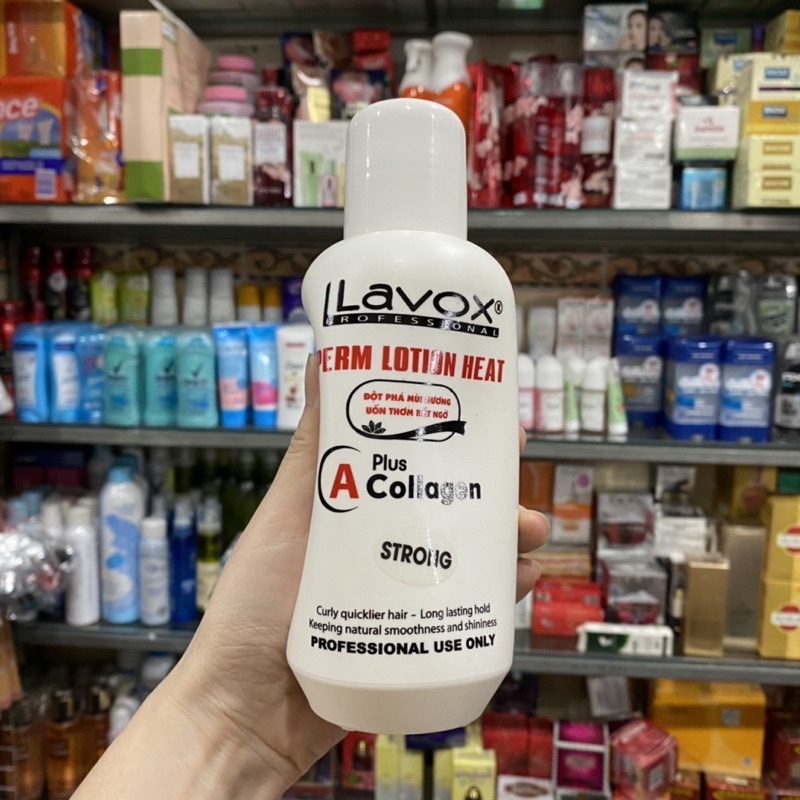 Lavox®
PROFESSIONAL
PERM LOTION HEAT
ĐỘT PHÁ MÙI HƯƠNG
UỐN THƠM BẤT NGỜ
A Plus
Collagen
STRONG
Curly quicklier hair - Long lasting hold
Keeping natural smoothness and shininess
PROFESSIONAL USE ONLY